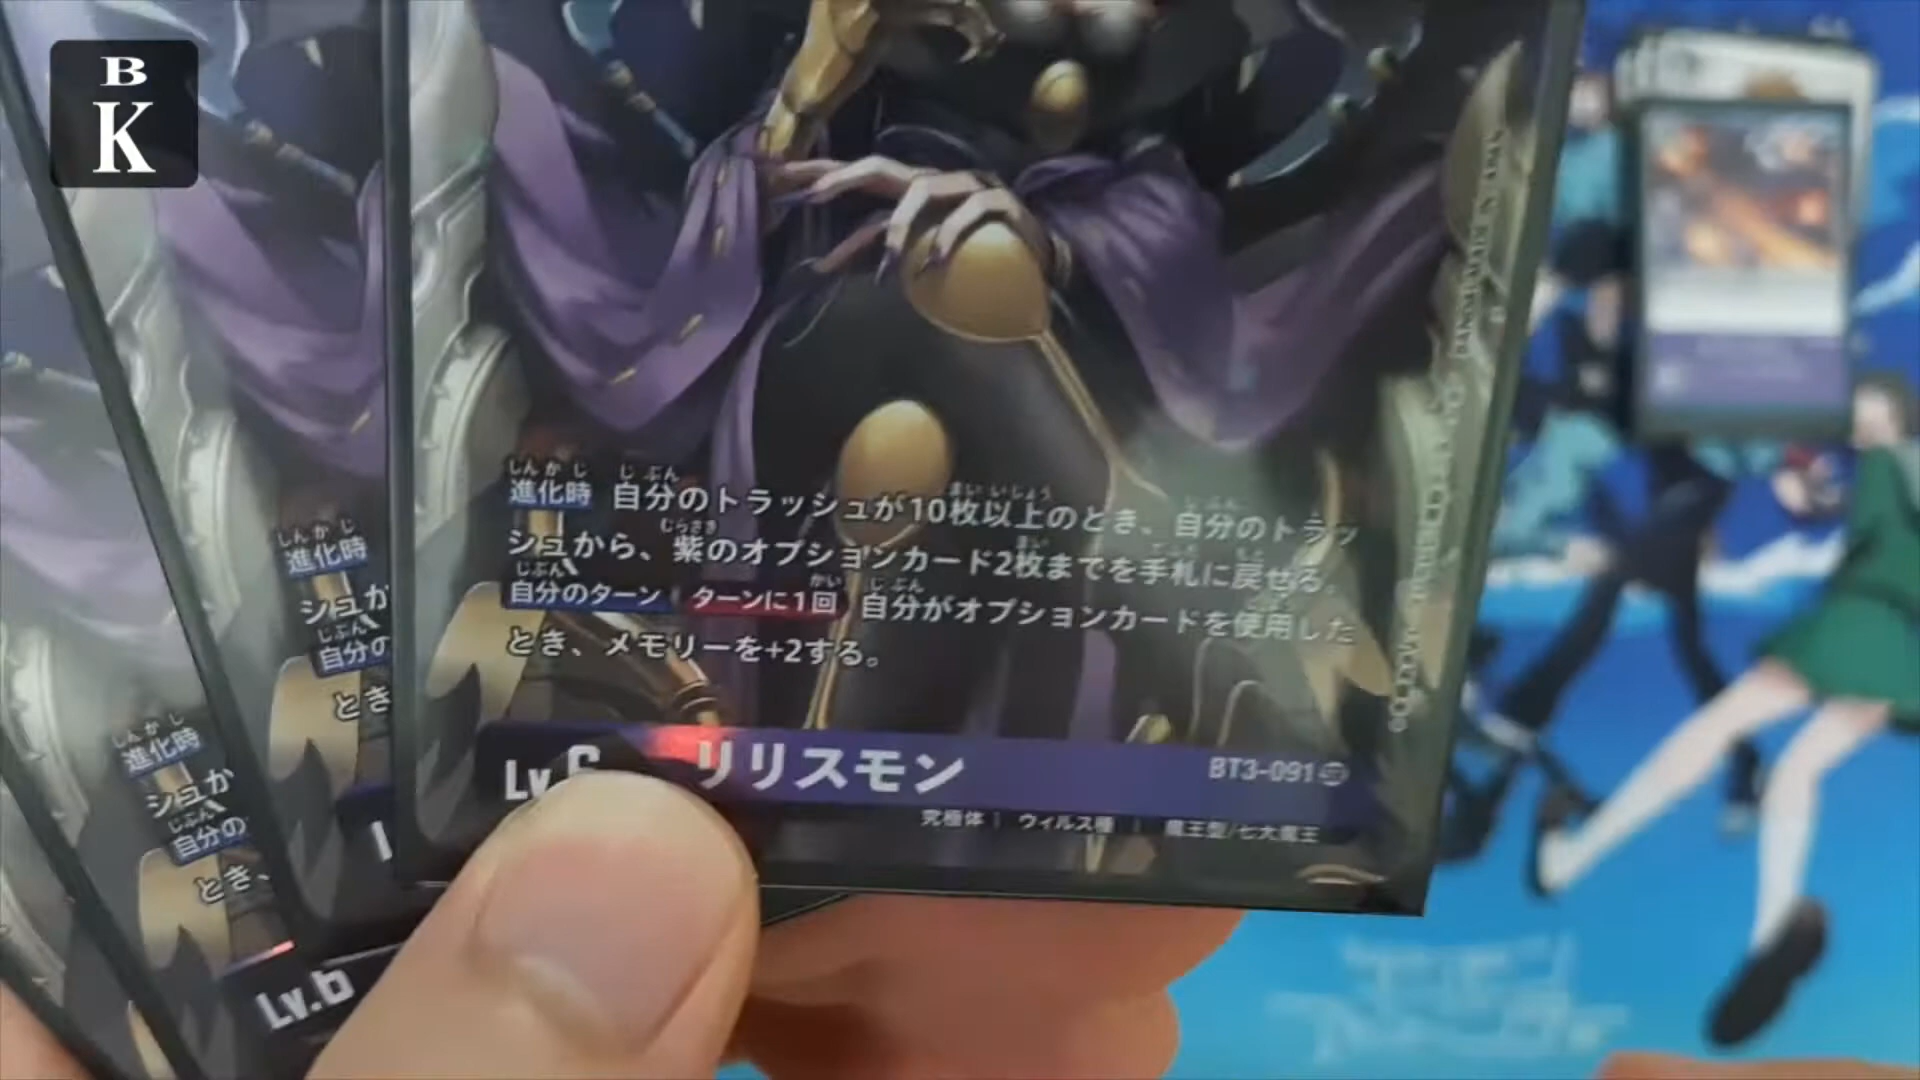 B
K
進化時 自分のトラッシュが10枚以上のとき、自分のトラッ
シュから、紫のオプションカード2枚までを手札に戻せる。
自分のターン ターンに1回 自分がオプションカードを使用した
とき、メモリーを+2する。
Lv.6 リリスモン BT3-091
究極体 | ウィルス種 | 魔王型/七大魔王
進化時
シュか
自分の
とき
進化時
シュか
自分の
とき、
Lv.6